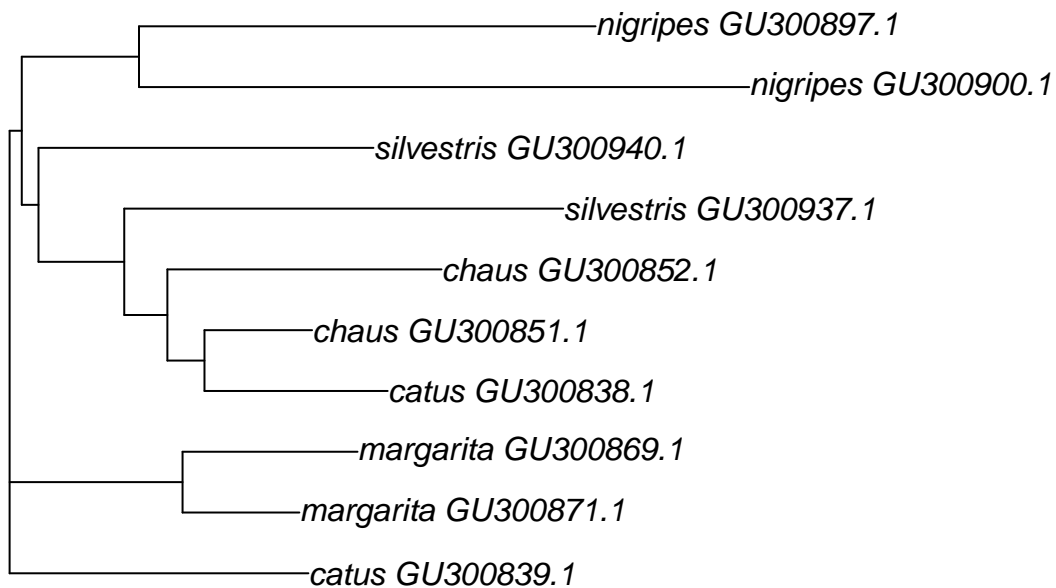 nigripes GU300897.1
nigripes GU300900.1
silvestris GU300940.1
silvestris GU300937.1
chaus GU300852.1
chaus GU300851.1
catus GU300838.1
margarita GU300869.1
margarita GU300871.1
catus GU300839.1